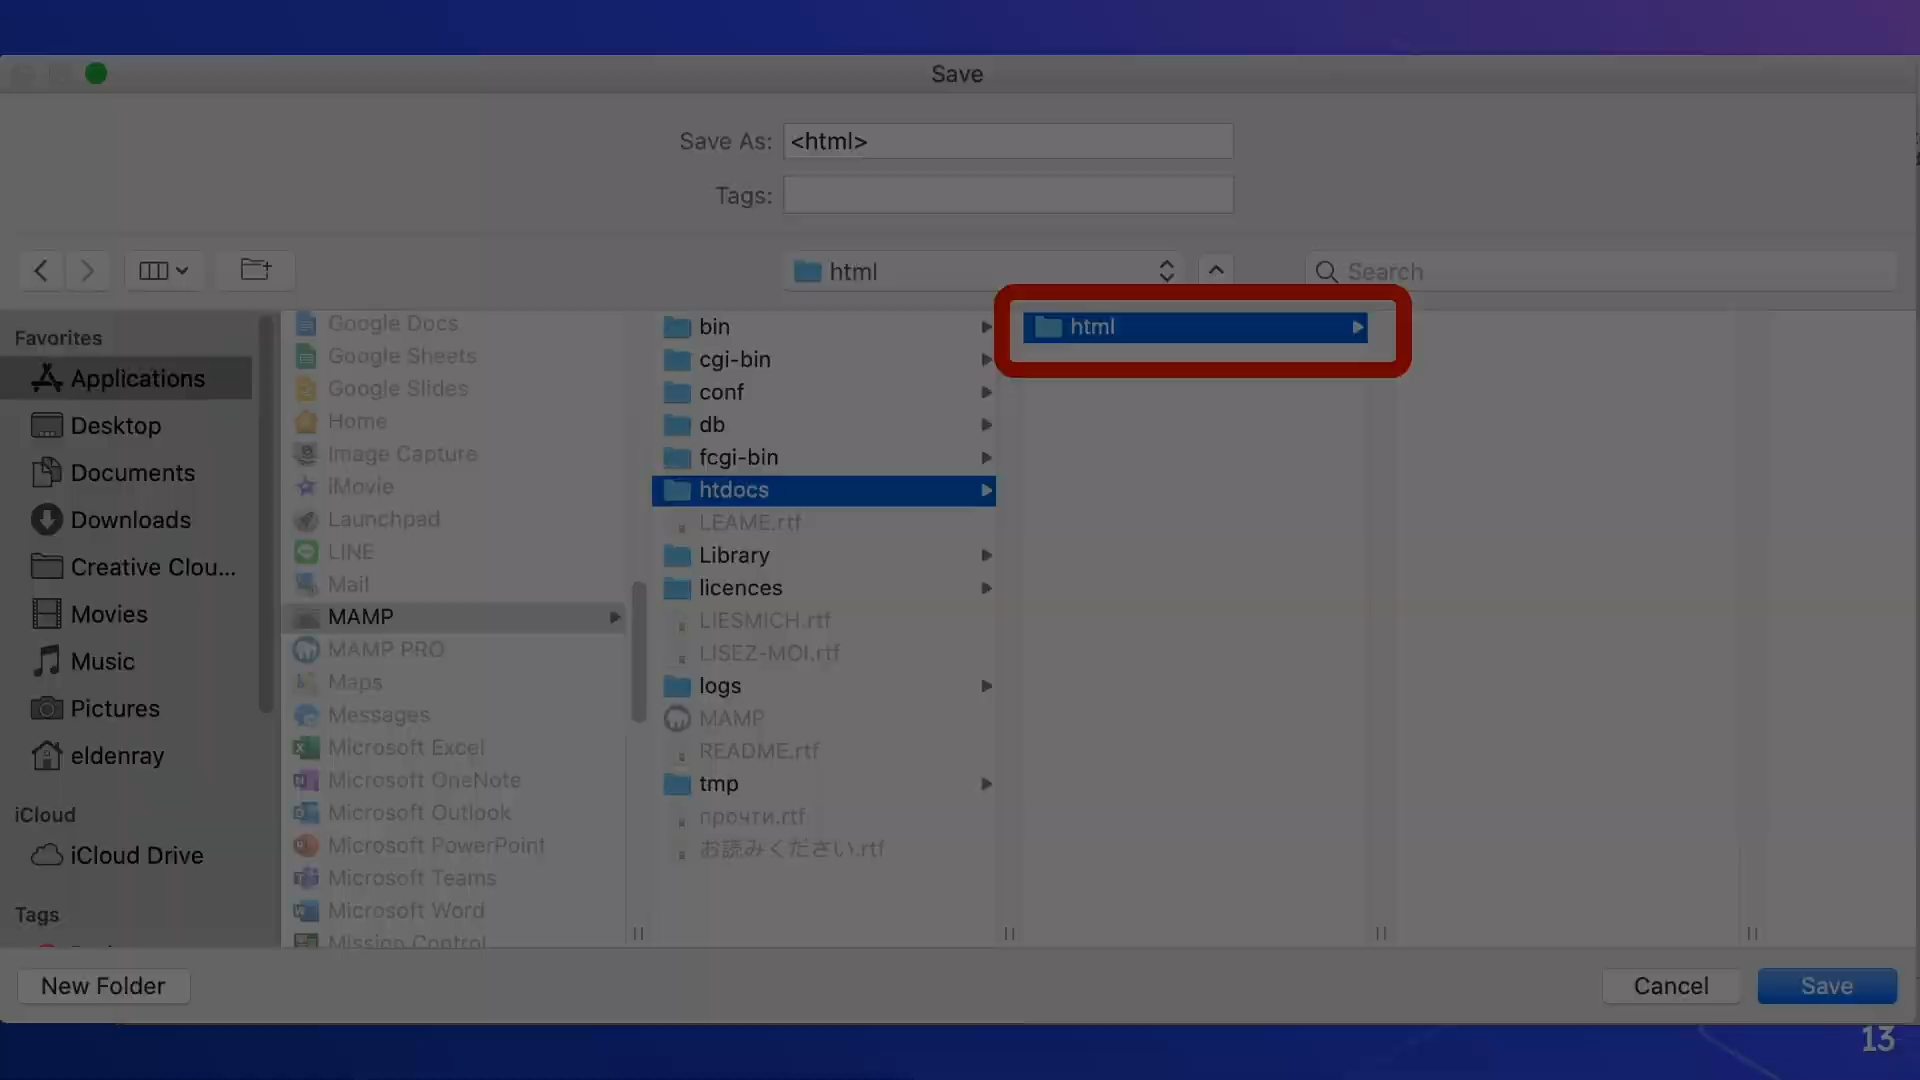 Save
Save As: <html>
Tags:
html
Search
Favorites
Applications
Desktop
Documents
Downloads
Creative Clou...
Movies
Music
Pictures
eldenray
iCloud
iCloud Drive
Tags
Google Docs
Google Sheets
Google Slides
Home
Image Capture
iMovie
Launchpad
LINE
Mail
MAMP
MAMP PRO
Maps
Messages
Microsoft Excel
Microsoft OneNote
Microsoft Outlook
Microsoft PowerPoint
Microsoft Teams
Microsoft Word
Mission Control
bin
cgi-bin
conf
db
fcgi-bin
htdocs
LEAME.rtf
Library
licences
LIESMICH.rtf
LISEZ-MOI.rtf
logs
MAMP
README.rtf
tmp
прочти.rtf
お読みください.rtf
html
New Folder
Cancel
Save
13